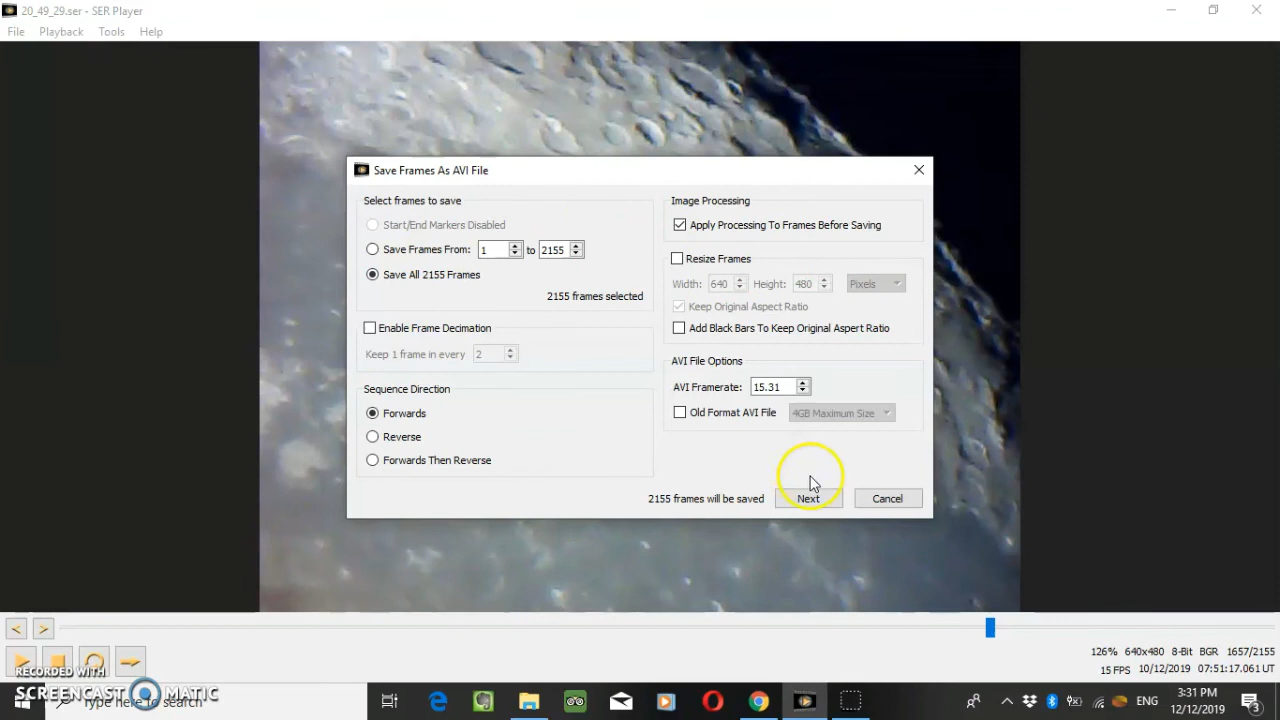 20_49_29.ser - SER Player
File Playback Tools Help
Save Frames As AVI File
Select frames to save
Start/End Markers Disabled
Save Frames From: 1 to 2155
Save All 2155 Frames
2155 frames selected
Enable Frame Decimation
Keep 1 frame in every 2
Sequence Direction
Forwards
Reverse
Forwards Then Reverse
Image Processing
Apply Processing To Frames Before Saving
Resize Frames
Width: 640 Height: 480 Pixels
Keep Original Aspect Ratio
Add Black Bars To Keep Original Aspert Ratio
AVI File Options
AVI Framerate: 15.31
Old Format AVI File 4GB Maximum Size
2155 frames will be saved Next Cancel
126% 640x480 8-Bit BGR 1657/2155
15 FPS 10/12/2019 07:51:17.061 UT
RECORDED WITH
SCREENCAST MATIC
Type here to search
ENG
3:31 PM
12/12/2019
3